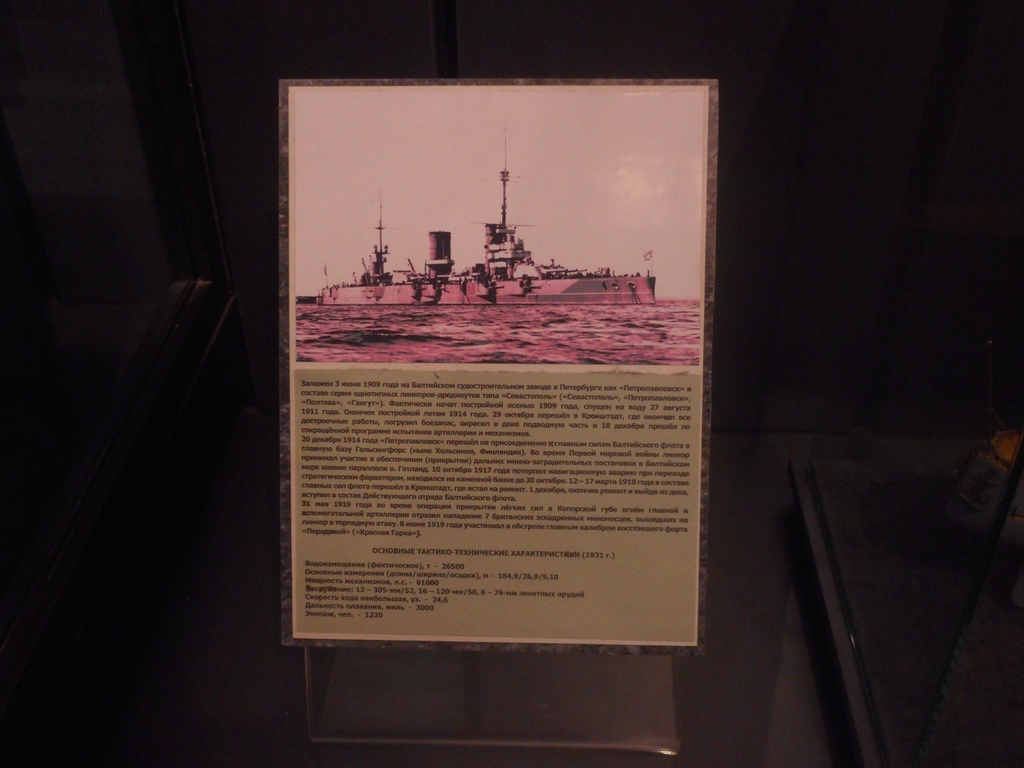 Заложен 3 июня 1909 года на Балтийском судостроительном заводе в Петербурге как «Петропавловск» в
составе серии однотипных линкоров-дредноутов типа «Севастополь» («Севастополь», «Петропавловск»,
«Полтава», «Гангут»). Фактически начат постройкой осенью 1909 года, спущен на воду 27 августа
1911 года. Окончен постройкой летом 1914 года. 29 октября перешёл в Кронштадт, где окончил все
достроечные работы, погрузил боезапас, окрасил в доке подводную часть и 18 декабря прошёл по
сокращённой программе испытания артиллерии и механизмов.
20 декабря 1914 года «Петропавловск» перешёл на присоединение к главным силам Балтийского флота в
главную базу Гельсингфорс (ныне Хельсинки, Финляндия). Во время Первой мировой войны линкор
принимал участие в обеспечении (прикрытии) дальних минно-заградительных постановок в Балтийском
море южнее параллели о. Готланд. 10 октября 1917 года потерпел навигационную аварию при переходе
стратегическим фарватером, находился на каменной банке до 30 октября. 12–17 марта 1918 года в составе
главных сил флота перешёл в Кронштадт, где встал на ремонт. 1 декабря, окончив ремонт и выйдя из дока,
вступил в состав Действующего отряда Балтийского флота.
31 мая 1919 года во время операции прикрытие лёгких сил в Копорской губе огнём главной и
вспомогательной артиллерии отразил нападение 7 британских эскадренных миноносцев, вышедших на
линкор в торпедную атаку. В июне 1919 года участвовал в обстреле главным калибром восставшего форта
«Передовой» («Красная Горка»).
ОСНОВНЫЕ ТАКТИКО-ТЕХНИЧЕСКИЕ ХАРАКТЕРИСТИКИ (1931 г.)
Водоизмещение (фактическое), т - 26500
Основные измерения (длина/ширина/осадка), м - 184,9/26,9/9,10
Мощность механизмов, л.с. - 61000
Вооружение: 12 – 305-мм/52, 16 – 120-мм/50, 6 – 76-мм зенитных орудий
Скорость хода наибольшая, уз. - 24,6
Дальность плавания, миль - 3000
Экипаж, чел. - 1220